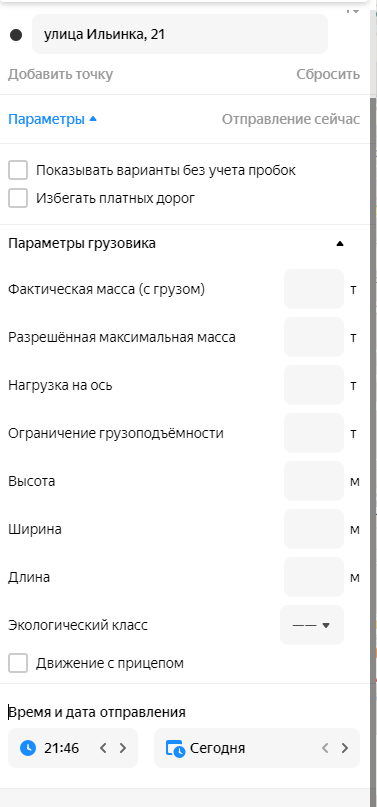 улица Ильинка, 21
Добавить точку Сбросить
Параметры Отправление сейчас
Показывать варианты без учета пробок
Избегать платных дорог
Параметры грузовика
Фактическая масса (с грузом) т
Разрешённая максимальная масса т
Нагрузка на ось т
Ограничение грузоподъёмности т
Высота м
Ширина м
Длина м
Экологический класс ——
Движение с прицепом
Время и дата отправления
21:46 Сегодня